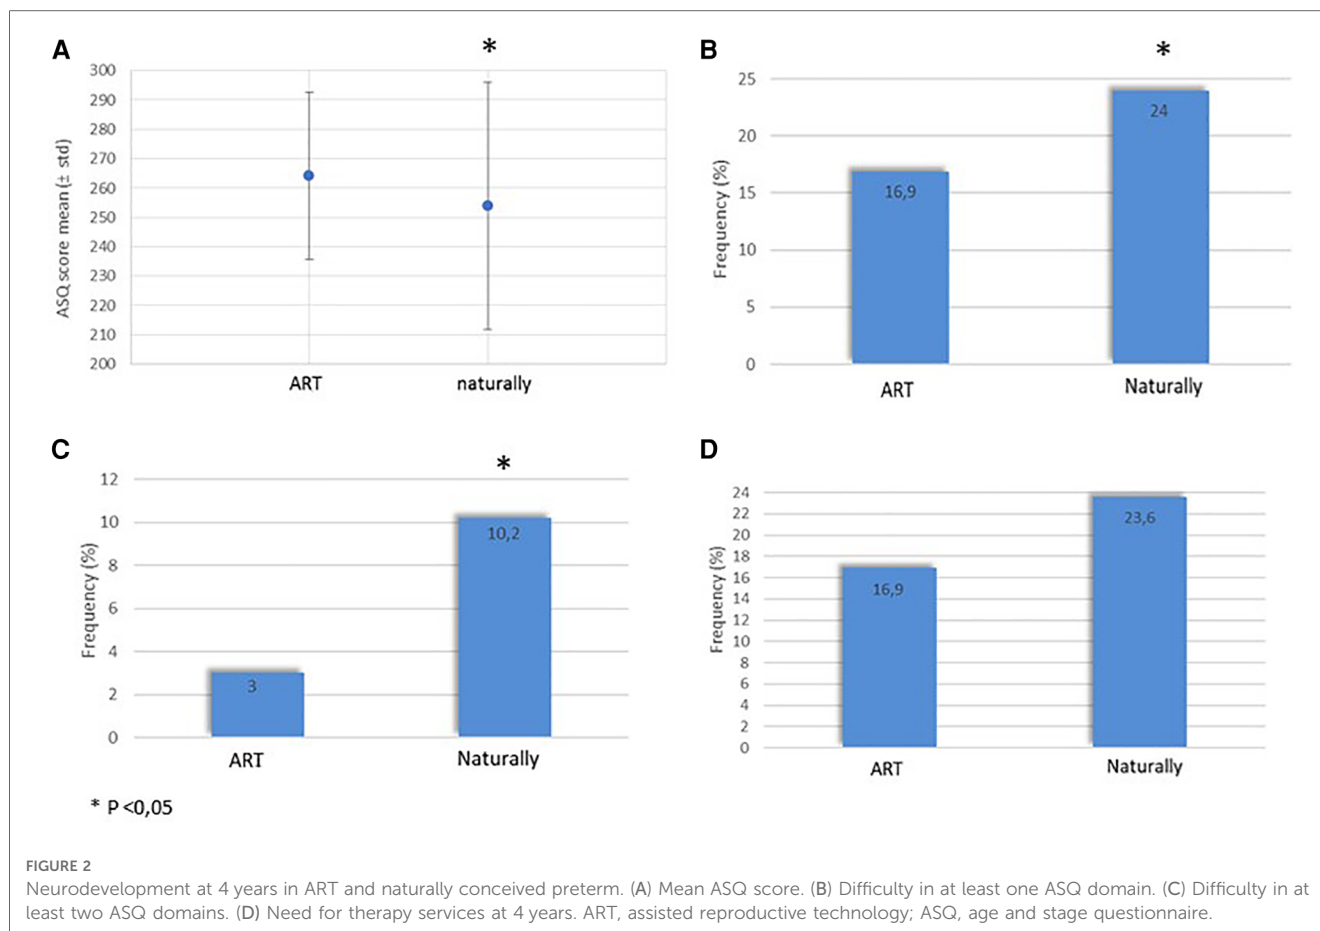 A
*
300
290
280
270
260
250
240
230
220
210
200
ASQ score mean (± std)
ART naturally
B
*
25
20
15
10
5
0
Frequency (%)
16,9
24
ART Naturally
C
*
12
10
8
6
4
2
0
Frequency (%)
3
10,2
ART Naturally
* P <0,05
D
24
22
20
18
16
14
12
10
8
6
4
2
0
Frequency (%)
16,9
23,6
ART Naturally
FIGURE 2
Neurodevelopment at 4 years in ART and naturally conceived preterm. (A) Mean ASQ score. (B) Difficulty in at least one ASQ domain. (C) Difficulty in at
least two ASQ domains. (D) Need for therapy services at 4 years. ART, assisted reproductive technology; ASQ, age and stage questionnaire.